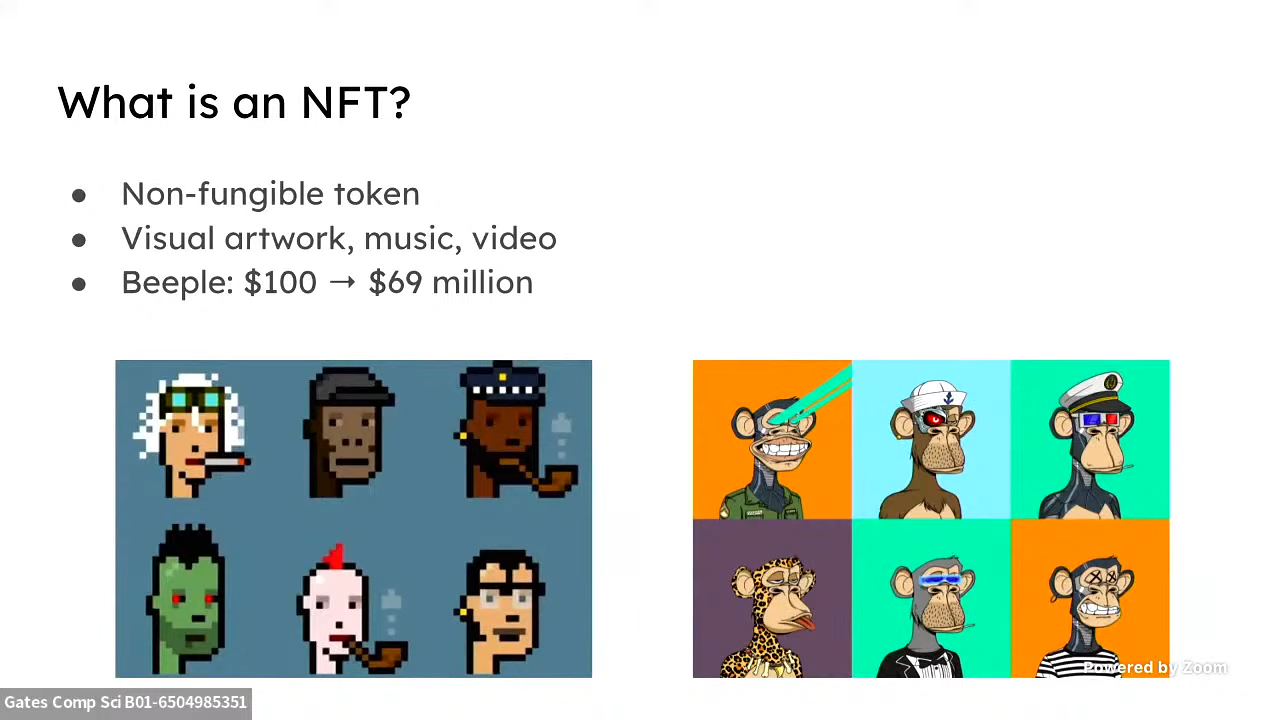 What is an NFT?
● Non-fungible token
● Visual artwork, music, video
● Beeple: $100 → $69 million
Powered by Zoom
Gates Comp Sci B01-6504985351